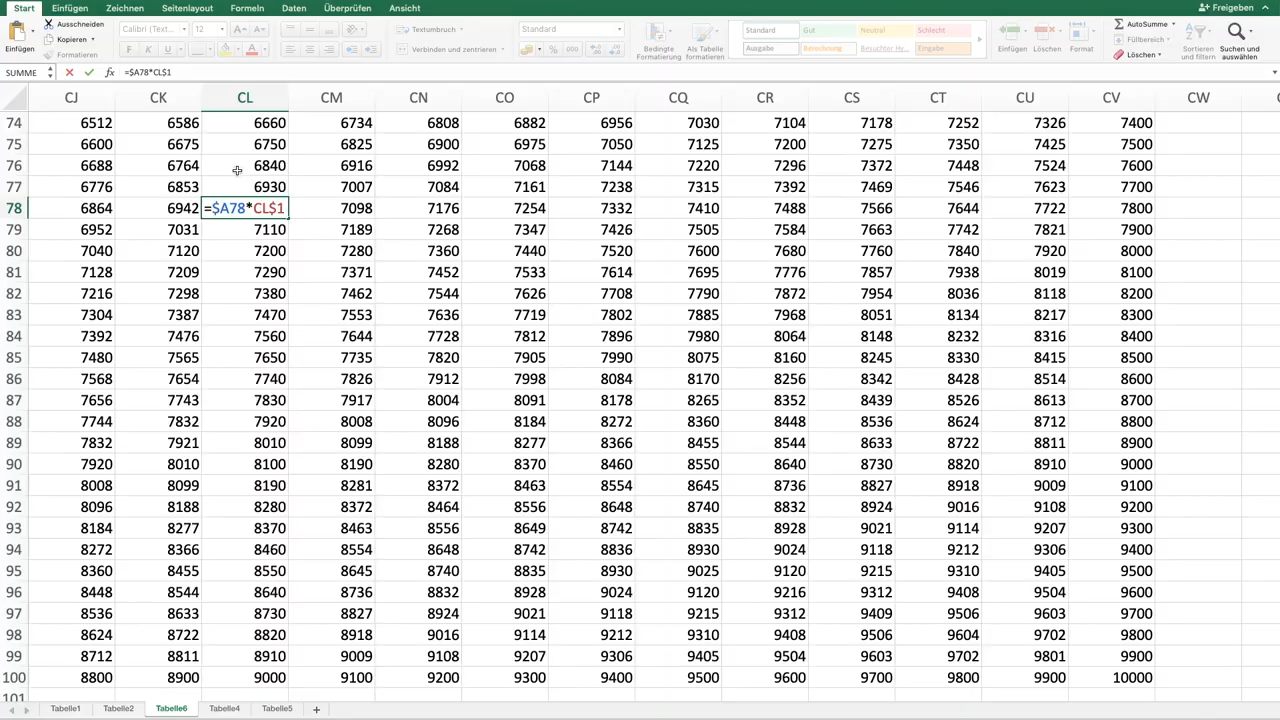 Start Einfügen Zeichnen Seitenlayout Formeln Daten Überprüfen Ansicht Freigeben
Einfügen
Ausschneiden
Kopieren
Formatieren
Calibri (Text... 12
F K U
Textumbruch
Verbinden und zentrieren
Standard
% 000
Bedingte Formatierung
Als Tabelle formatieren
Standard Gut Neutral Schlecht
Ausgabe Berechnung Besuchter Hy... Eingabe
Einfügen Löschen Format
AutoSumme
Füllbereich
Löschen
Sortieren und filtern
Suchen und auswählen
SUMME fx =$A78*CL$1
CJ CK CL CM CN CO CP CQ CR CS CT CU CV CW
74 6512 6586 6660 6734 6808 6882 6956 7030 7104 7178 7252 7326 7400
75 6600 6675 6750 6825 6900 6975 7050 7125 7200 7275 7350 7425 7500
76 6688 6764 6840 6916 6992 7068 7144 7220 7296 7372 7448 7524 7600
77 6776 6853 6930 7007 7084 7161 7238 7315 7392 7469 7546 7623 7700
78 6864 6942 =$A78*CL$1 7098 7176 7254 7332 7410 7488 7566 7644 7722 7800
79 6952 7031 7110 7189 7268 7347 7426 7505 7584 7663 7742 7821 7900
80 7040 7120 7200 7280 7360 7440 7520 7600 7680 7760 7840 7920 8000
81 7128 7209 7290 7371 7452 7533 7614 7695 7776 7857 7938 8019 8100
82 7216 7298 7380 7462 7544 7626 7708 7790 7872 7954 8036 8118 8200
83 7304 7387 7470 7553 7636 7719 7802 7885 7968 8051 8134 8217 8300
84 7392 7476 7560 7644 7728 7812 7896 7980 8064 8148 8232 8316 8400
85 7480 7565 7650 7735 7820 7905 7990 8075 8160 8245 8330 8415 8500
86 7568 7654 7740 7826 7912 7998 8084 8170 8256 8342 8428 8514 8600
87 7656 7743 7830 7917 8004 8091 8178 8265 8352 8439 8526 8613 8700
88 7744 7832 7920 8008 8096 8184 8272 8360 8448 8536 8624 8712 8800
89 7832 7921 8010 8099 8188 8277 8366 8455 8544 8633 8722 8811 8900
90 7920 8010 8100 8190 8280 8370 8460 8550 8640 8730 8820 8910 9000
91 8008 8099 8190 8281 8372 8463 8554 8645 8736 8827 8918 9009 9100
92 8096 8188 8280 8372 8464 8556 8648 8740 8832 8924 9016 9108 9200
93 8184 8277 8370 8463 8556 8649 8742 8835 8928 9021 9114 9207 9300
94 8272 8366 8460 8554 8648 8742 8836 8930 9024 9118 9212 9306 9400
95 8360 8455 8550 8645 8740 8835 8930 9025 9120 9215 9310 9405 9500
96 8448 8544 8640 8736 8832 8928 9024 9120 9216 9312 9408 9504 9600
97 8536 8633 8730 8827 8924 9021 9118 9215 9312 9409 9506 9603 9700
98 8624 8722 8820 8918 9016 9114 9212 9310 9408 9506 9604 9702 9800
99 8712 8811 8910 9009 9108 9207 9306 9405 9504 9603 9702 9801 9900
100 8800 8900 9000 9100 9200 9300 9400 9500 9600 9700 9800 9900 10000
101
Tabelle1 Tabelle2 Tabelle6 Tabelle4 Tabelle5 +